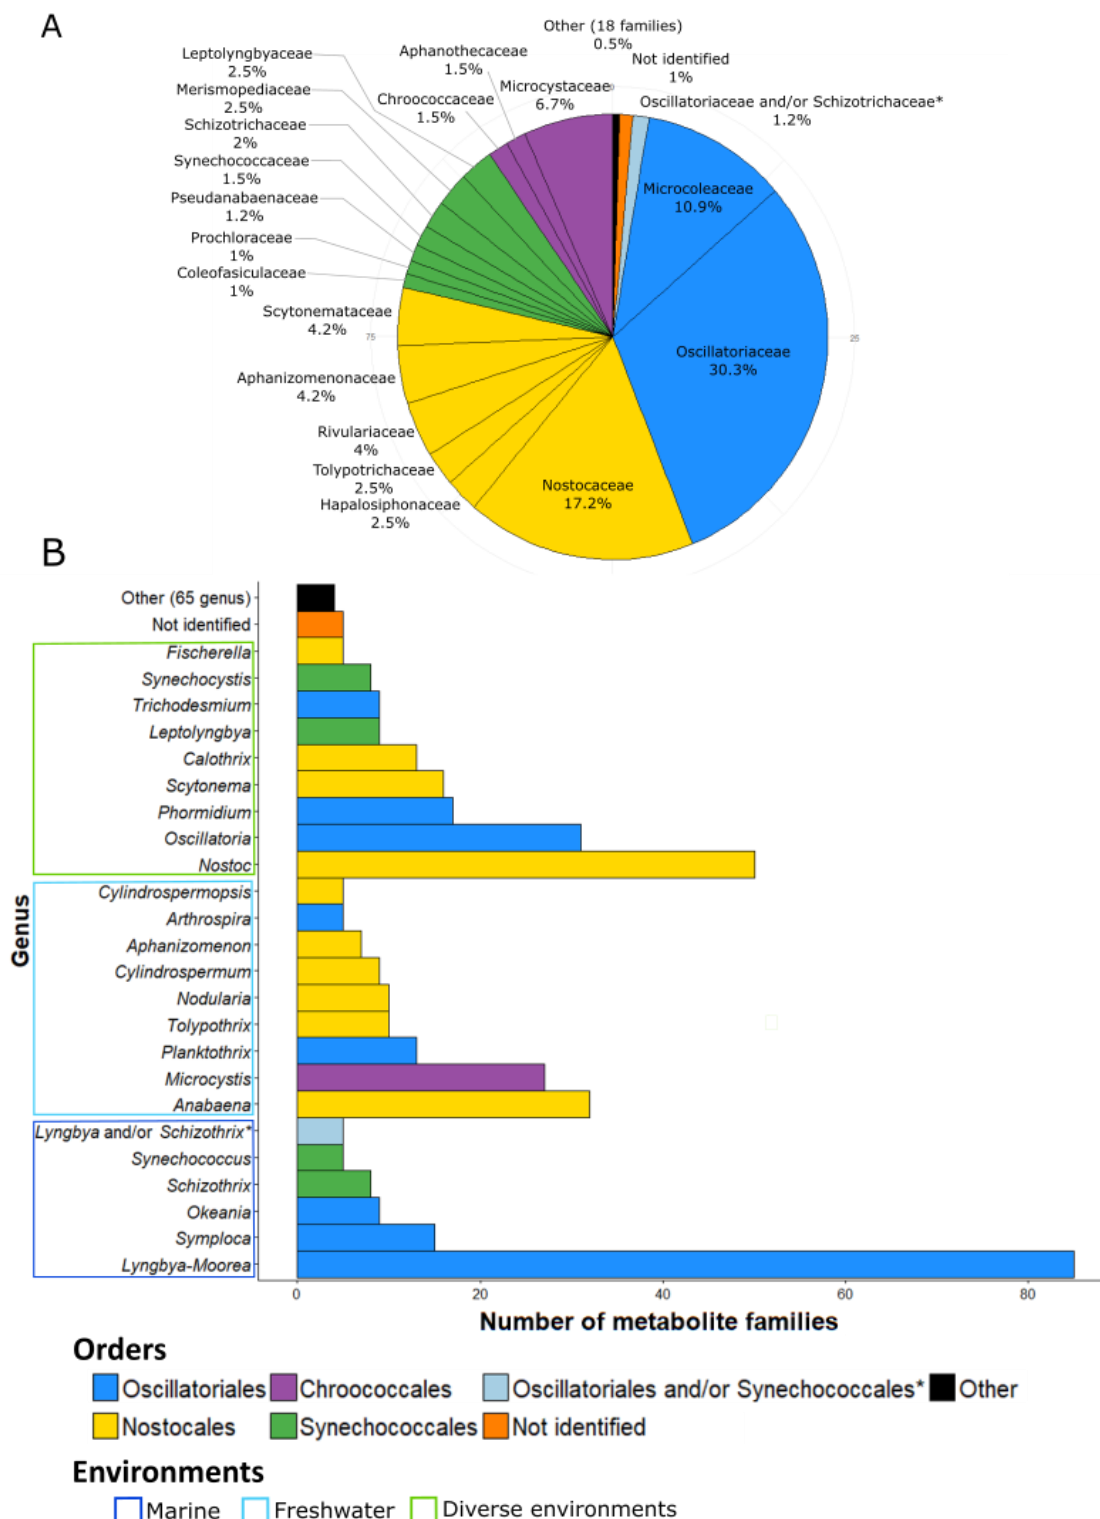 A
Other (18 families)
0.5%
Leptolyngbyaceae
2.5%
Aphanothecaceae
1.5%
Not identified
1%
Merismopediaceae
2.5%
Chroococcaceae
1.5%
Microcystaceae
6.7%
Oscillatoriaceae and/or Schizotrichaceae*
1.2%
Schizotrichaceae
2%
Synechococcaceae
1.5%
Pseudanabaenaceae
1.2%
Microcoleaceae
10.9%
Prochloraceae
1%
Coleofasiculaceae
1%
Scytonemataceae
4.2%
75
25
Oscillatoriaceae
30.3%
Aphanizomenonaceae
4.2%
Rivulariaceae
4%
Tolypotrichaceae
2.5%
Hapalosiphonaceae
2.5%
Nostocaceae
17.2%
B
Genus
Other (65 genus)
Not identified
Fischerella
Synechocystis
Trichodesmium
Leptolyngbya
Calothrix
Scytonema
Phormidium
Oscillatoria
Nostoc
Cylindrospermopsis
Arthrospira
Aphanizomenon
Cylindrospermum
Nodularia
Tolypothrix
Planktothrix
Microcystis
Anabaena
Lyngbya and/or Schizothrix*
Synechococcus
Schizothrix
Okeania
Symploca
Lyngbya-Moorea
0 20 40 60 80
Number of metabolite families
Orders
Oscillatoriales Chroococcales Oscillatoriales and/or Synechococcales* Other
Nostocales Synechococcales Not identified
Environments
Marine Freshwater Diverse environments